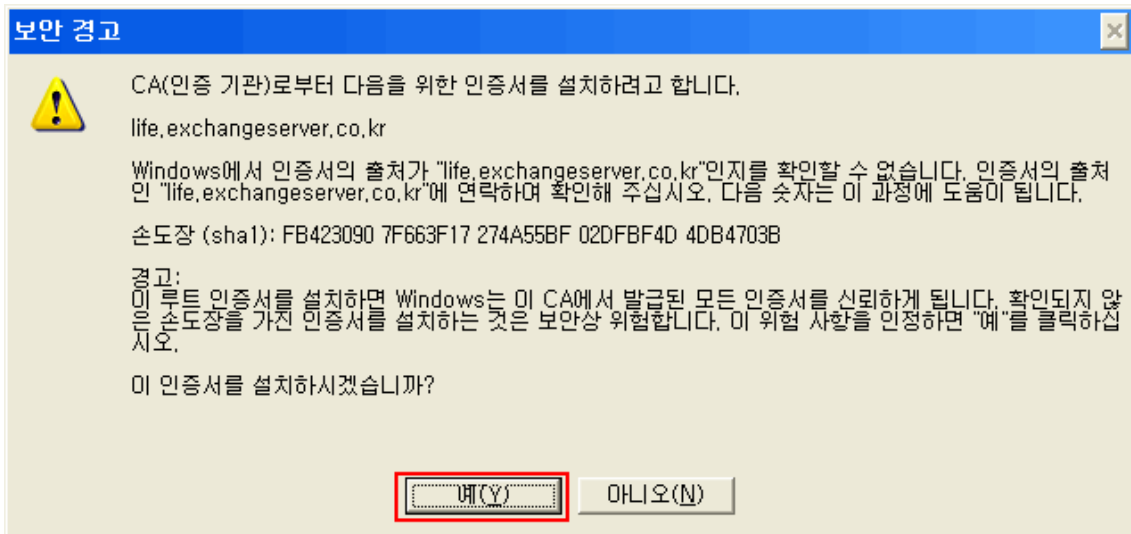 보안 경고
CA(인증 기관)로부터 다음을 위한 인증서를 설치하려고 합니다.
life.exchangeserver.co.kr
Windows에서 인증서의 출처가 "life.exchangeserver.co.kr"인지를 확인할 수 없습니다. 인증서의 출처
인 "life.exchangeserver.co.kr"에 연락하여 확인해 주십시오. 다음 숫자는 이 과정에 도움이 됩니다.
손도장 (sha1): FB423090 7F663F17 274A55BF 02DFBF4D 4DB4703B
경고:
이 루트 인증서를 설치하면 Windows는 이 CA에서 발급된 모든 인증서를 신뢰하게 됩니다. 확인되지 않
은 손도장을 가진 인증서를 설치하는 것은 보안상 위험합니다. 이 위험 사항을 인정하면 "예"를 클릭하십
시오.
이 인증서를 설치하시겠습니까?
예(Y) 아니오(N)